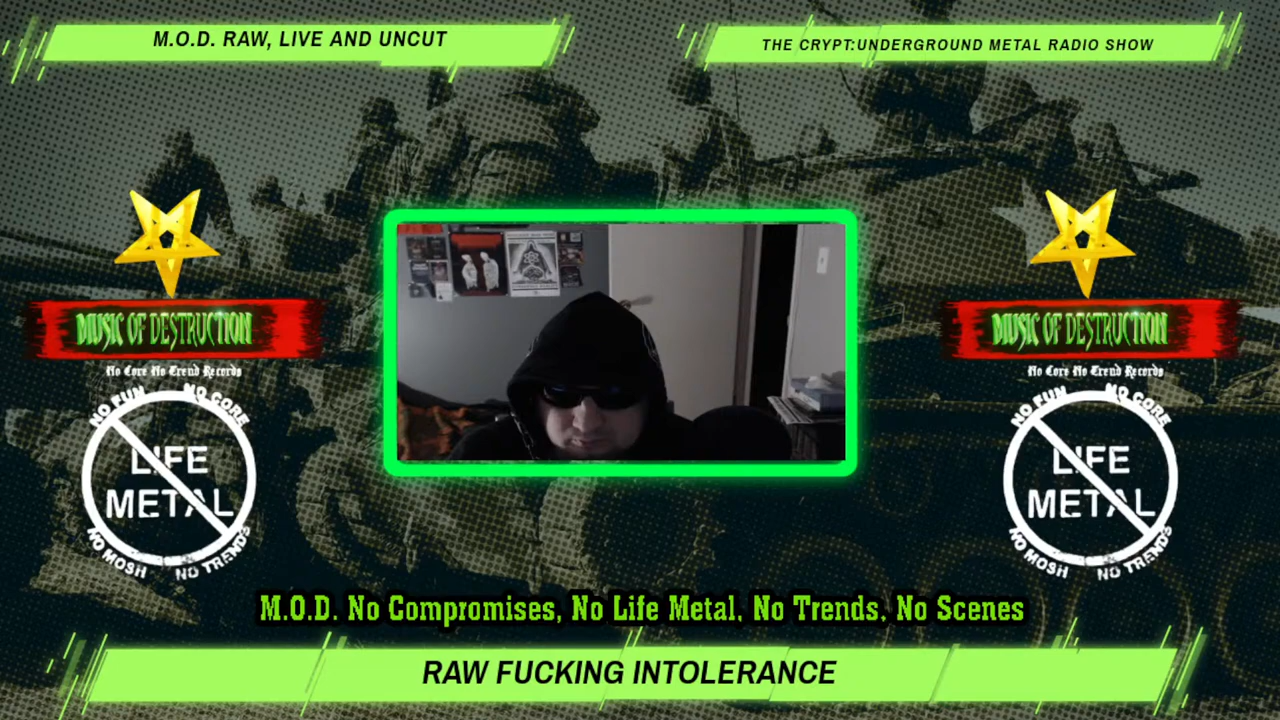 M.O.D. RAW, LIVE AND UNCUT
THE CRYPT:UNDERGROUND METAL RADIO SHOW
MUSIC OF DESTRUCTION
No Core No Trend Records
NO FUN NO CORE
LIFE
METAL
NO MOSH NO TRENDS
MUSIC OF DESTRUCTION
No Core No Trend Records
NO FUN NO CORE
LIFE
METAL
NO MOSH NO TRENDS
M.O.D. No Compromises, No Life Metal, No Trends, No Scenes
RAW FUCKING INTOLERANCE